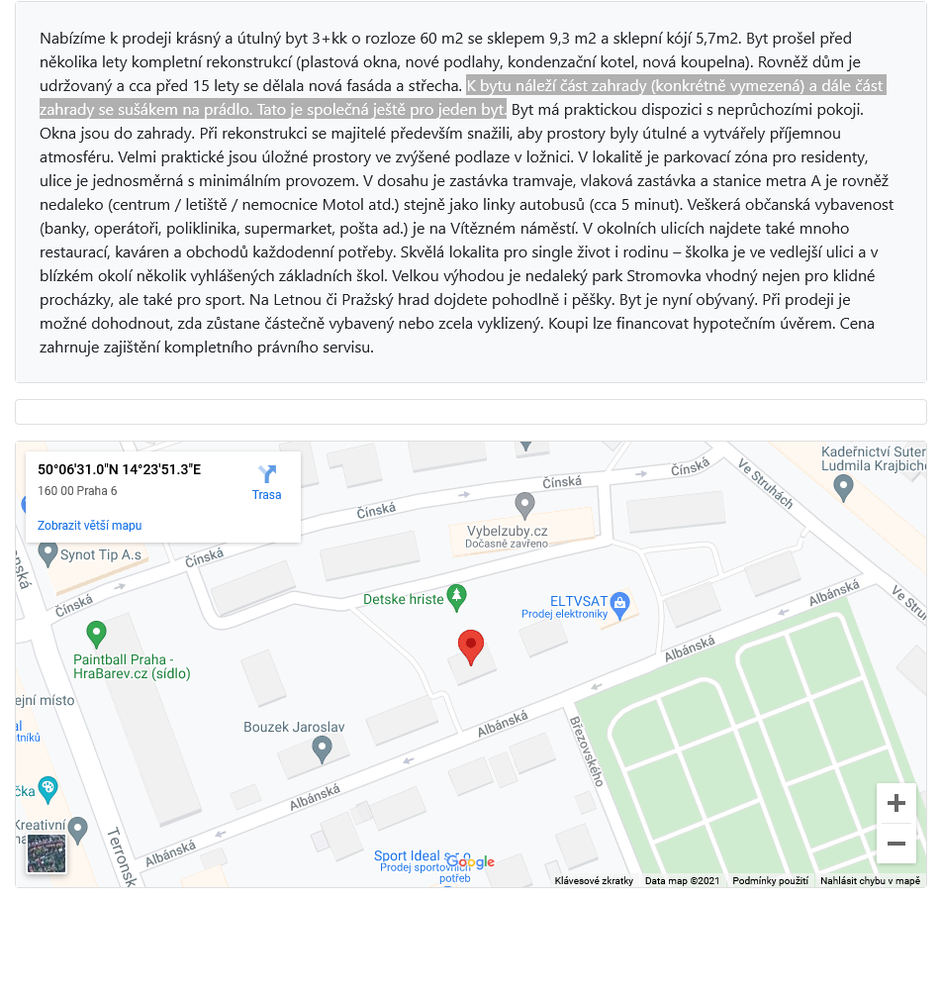 Nabízíme k prodeji krásný a útulný byt 3+kk o rozloze 60 m2 se sklepem 9,3 m2 a sklepní kójí 5,7m2. Byt prošel před
několika lety kompletní rekonstrukcí (plastová okna, nové podlahy, kondenzační kotel, nová koupelna). Rovněž dům je
udržovaný a cca před 15 lety se dělala nová fasáda a střecha. K bytu náleží část zahrady (konkrétně vymezená) a dále část
zahrady se sušákem na prádlo. Tato je společná ještě pro jeden byt. Byt má praktickou dispozici s neprůchozími pokoji.
Okna jsou do zahrady. Při rekonstrukci se majitelé především snažili, aby prostory byly útulné a vytvářely příjemnou
atmosféru. Velmi praktické jsou úložné prostory ve zvýšené podlaze v ložnici. V lokalitě je parkovací zóna pro residenty,
ulice je jednosměrná s minimálním provozem. V dosahu je zastávka tramvaje, vlaková zastávka a stanice metra A je rovněž
nedaleko (centrum / letiště / nemocnice Motol atd.) stejně jako linky autobusů (cca 5 minut). Veškerá občanská vybavenost
(banky, operátoři, poliklinika, supermarket, pošta ad.) je na Vítězném náměstí. V okolních ulicích najdete také mnoho
restaurací, kaváren a obchodů každodenní potřeby. Skvělá lokalita pro single život i rodinu – školka je ve vedlejší ulici a v
blízkém okolí několik vyhlášených základních škol. Velkou výhodou je nedaleký park Stromovka vhodný nejen pro klidné
procházky, ale také pro sport. Na Letnou či Pražský hrad dojdete pohodlně i pěšky. Byt je nyní obývaný. Při prodeji je
možné dohodnout, zda zůstane částečně vybavený nebo zcela vyklizený. Koupi lze financovat hypotečním úvěrem. Cena
zahrnuje zajištění kompletního právního servisu.
50°06'31.0"N 14°23'51.3"E
160 00 Praha 6
Trasa
Zobrazit větší mapu
Kadeřnictví Suter
Ludmila Krajbich
Čínská
Ve Struhách
Čínská
Čínská
Vybelzuby.cz
Dočasně zavřeno
Synot Tip A.s
Čínská
Čínská
Detske hriste
ELTVSAT
Prodej elektroniky
Albánská
Ve Stru
Paintball Praha -
HraBarev.cz (sídlo)
Albánská
ejní místo
Bouzek Jaroslav
Albánská
Březovského
Albánská
čka
Kreativní
Terronsk
Albánská
Sport Ideal s.r.o
Prodej sportovních
potřeb
Google
Klávesové zkratky
Data map ©2021
Podmínky použití
Nahlásit chybu v mapě